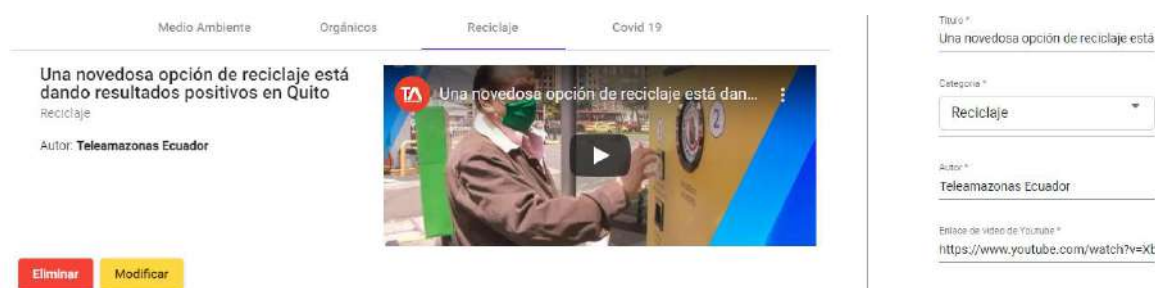 Medio Ambiente Orgánicos Reciclaje Covid 19
Una novedosa opción de reciclaje está
dando resultados positivos en Quito
Reciclaje
Autor: Teleamazonas Ecuador
TA Una novedosa opción de reciclaje está dan...
2
Eliminar Modificar
Título *
Una novedosa opción de reciclaje está
Categoria *
Reciclaje
Autor *
Teleamazonas Ecuador
Enlace de video de Youtube *
https://www.youtube.com/watch?v=Xb